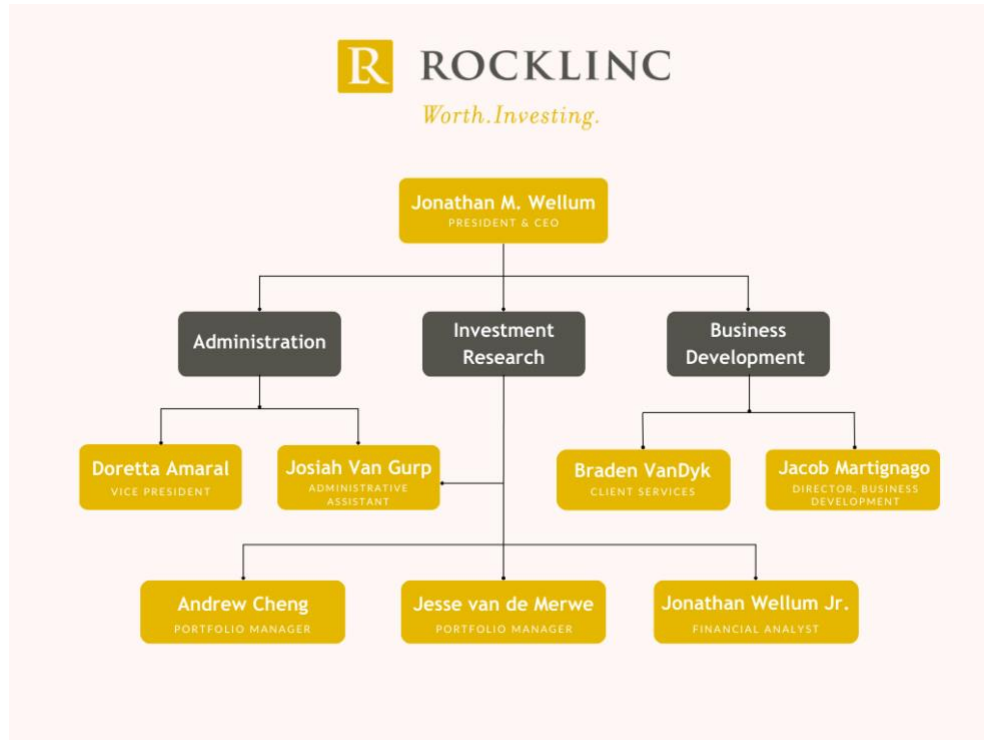 R ROCKLINC
Worth.Investing.
Jonathan M. Wellum
PRESIDENT & CEO
Administration
Investment
Research
Business
Development
Doretta Amaral
VICE PRESIDENT
Josiah Van Gurp
ADMINISTRATIVE
ASSISTANT
Braden VanDyk
CLIENT SERVICES
Jacob Martignago
DIRECTOR, BUSINESS
DEVELOPMENT
Andrew Cheng
PORTFOLIO MANAGER
Jesse van de Merwe
PORTFOLIO MANAGER
Jonathan Wellum Jr.
FINANCIAL ANALYST